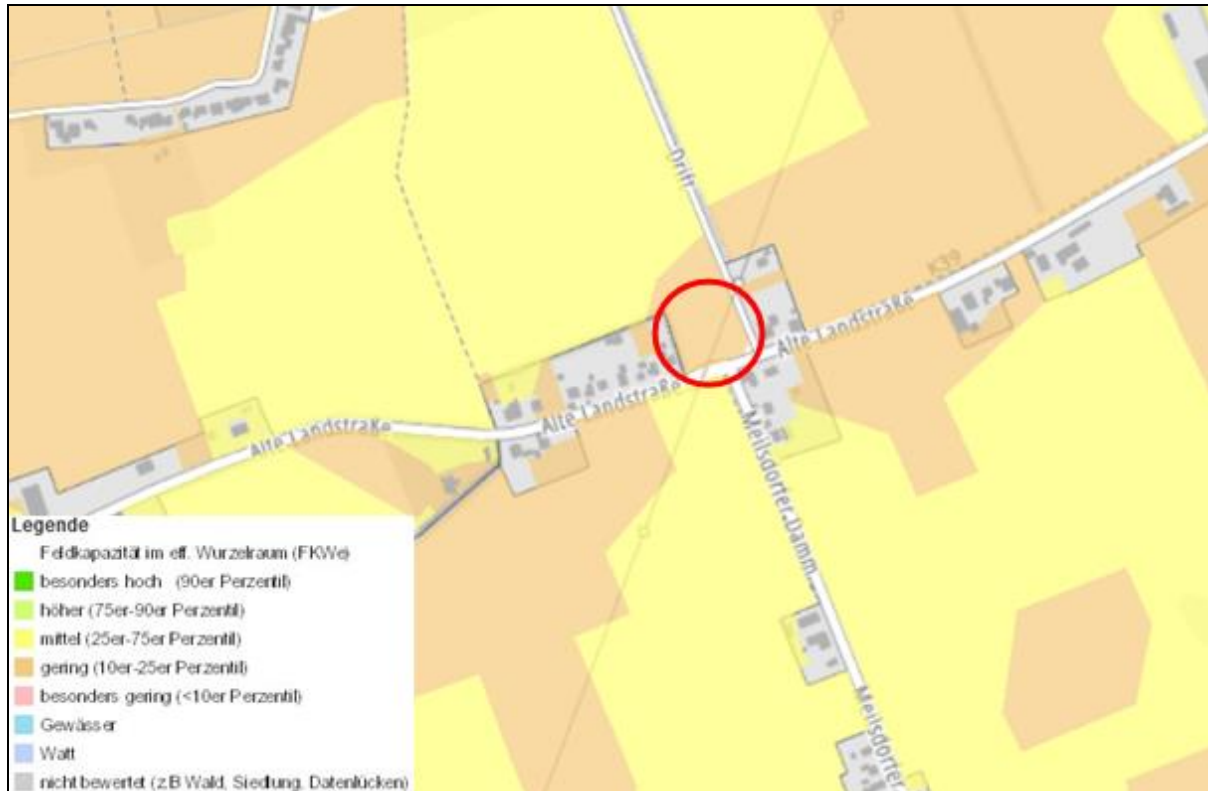 Drift
K39
Alte Landstraße
Alte Landstraße
Alte Landstraße
Meilsdorfer Damm
Meilsdorfer
Legende
Feldkapazität im eff. Wurzelraum (FKWe)
besonders hoch (90er Perzentil)
höher (75er-90er Perzentil)
mittel (25er-75er Perzentil)
gering (10er-25er Perzentil)
besonders gering (<10er Perzentil)
Gewässer
Watt
nicht bewertet (z.B Wald, Siedlung, Datenlücken)